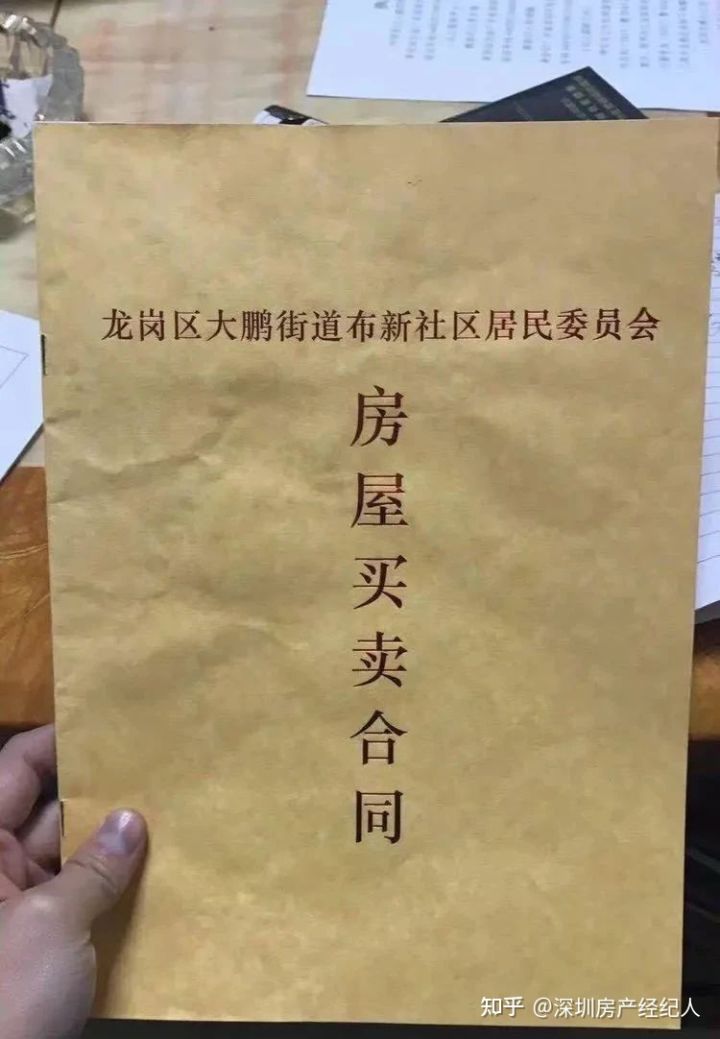 龙岗区大鹏街道布新社区居民委员会
房屋买卖合同
知乎 @深圳房产经纪人